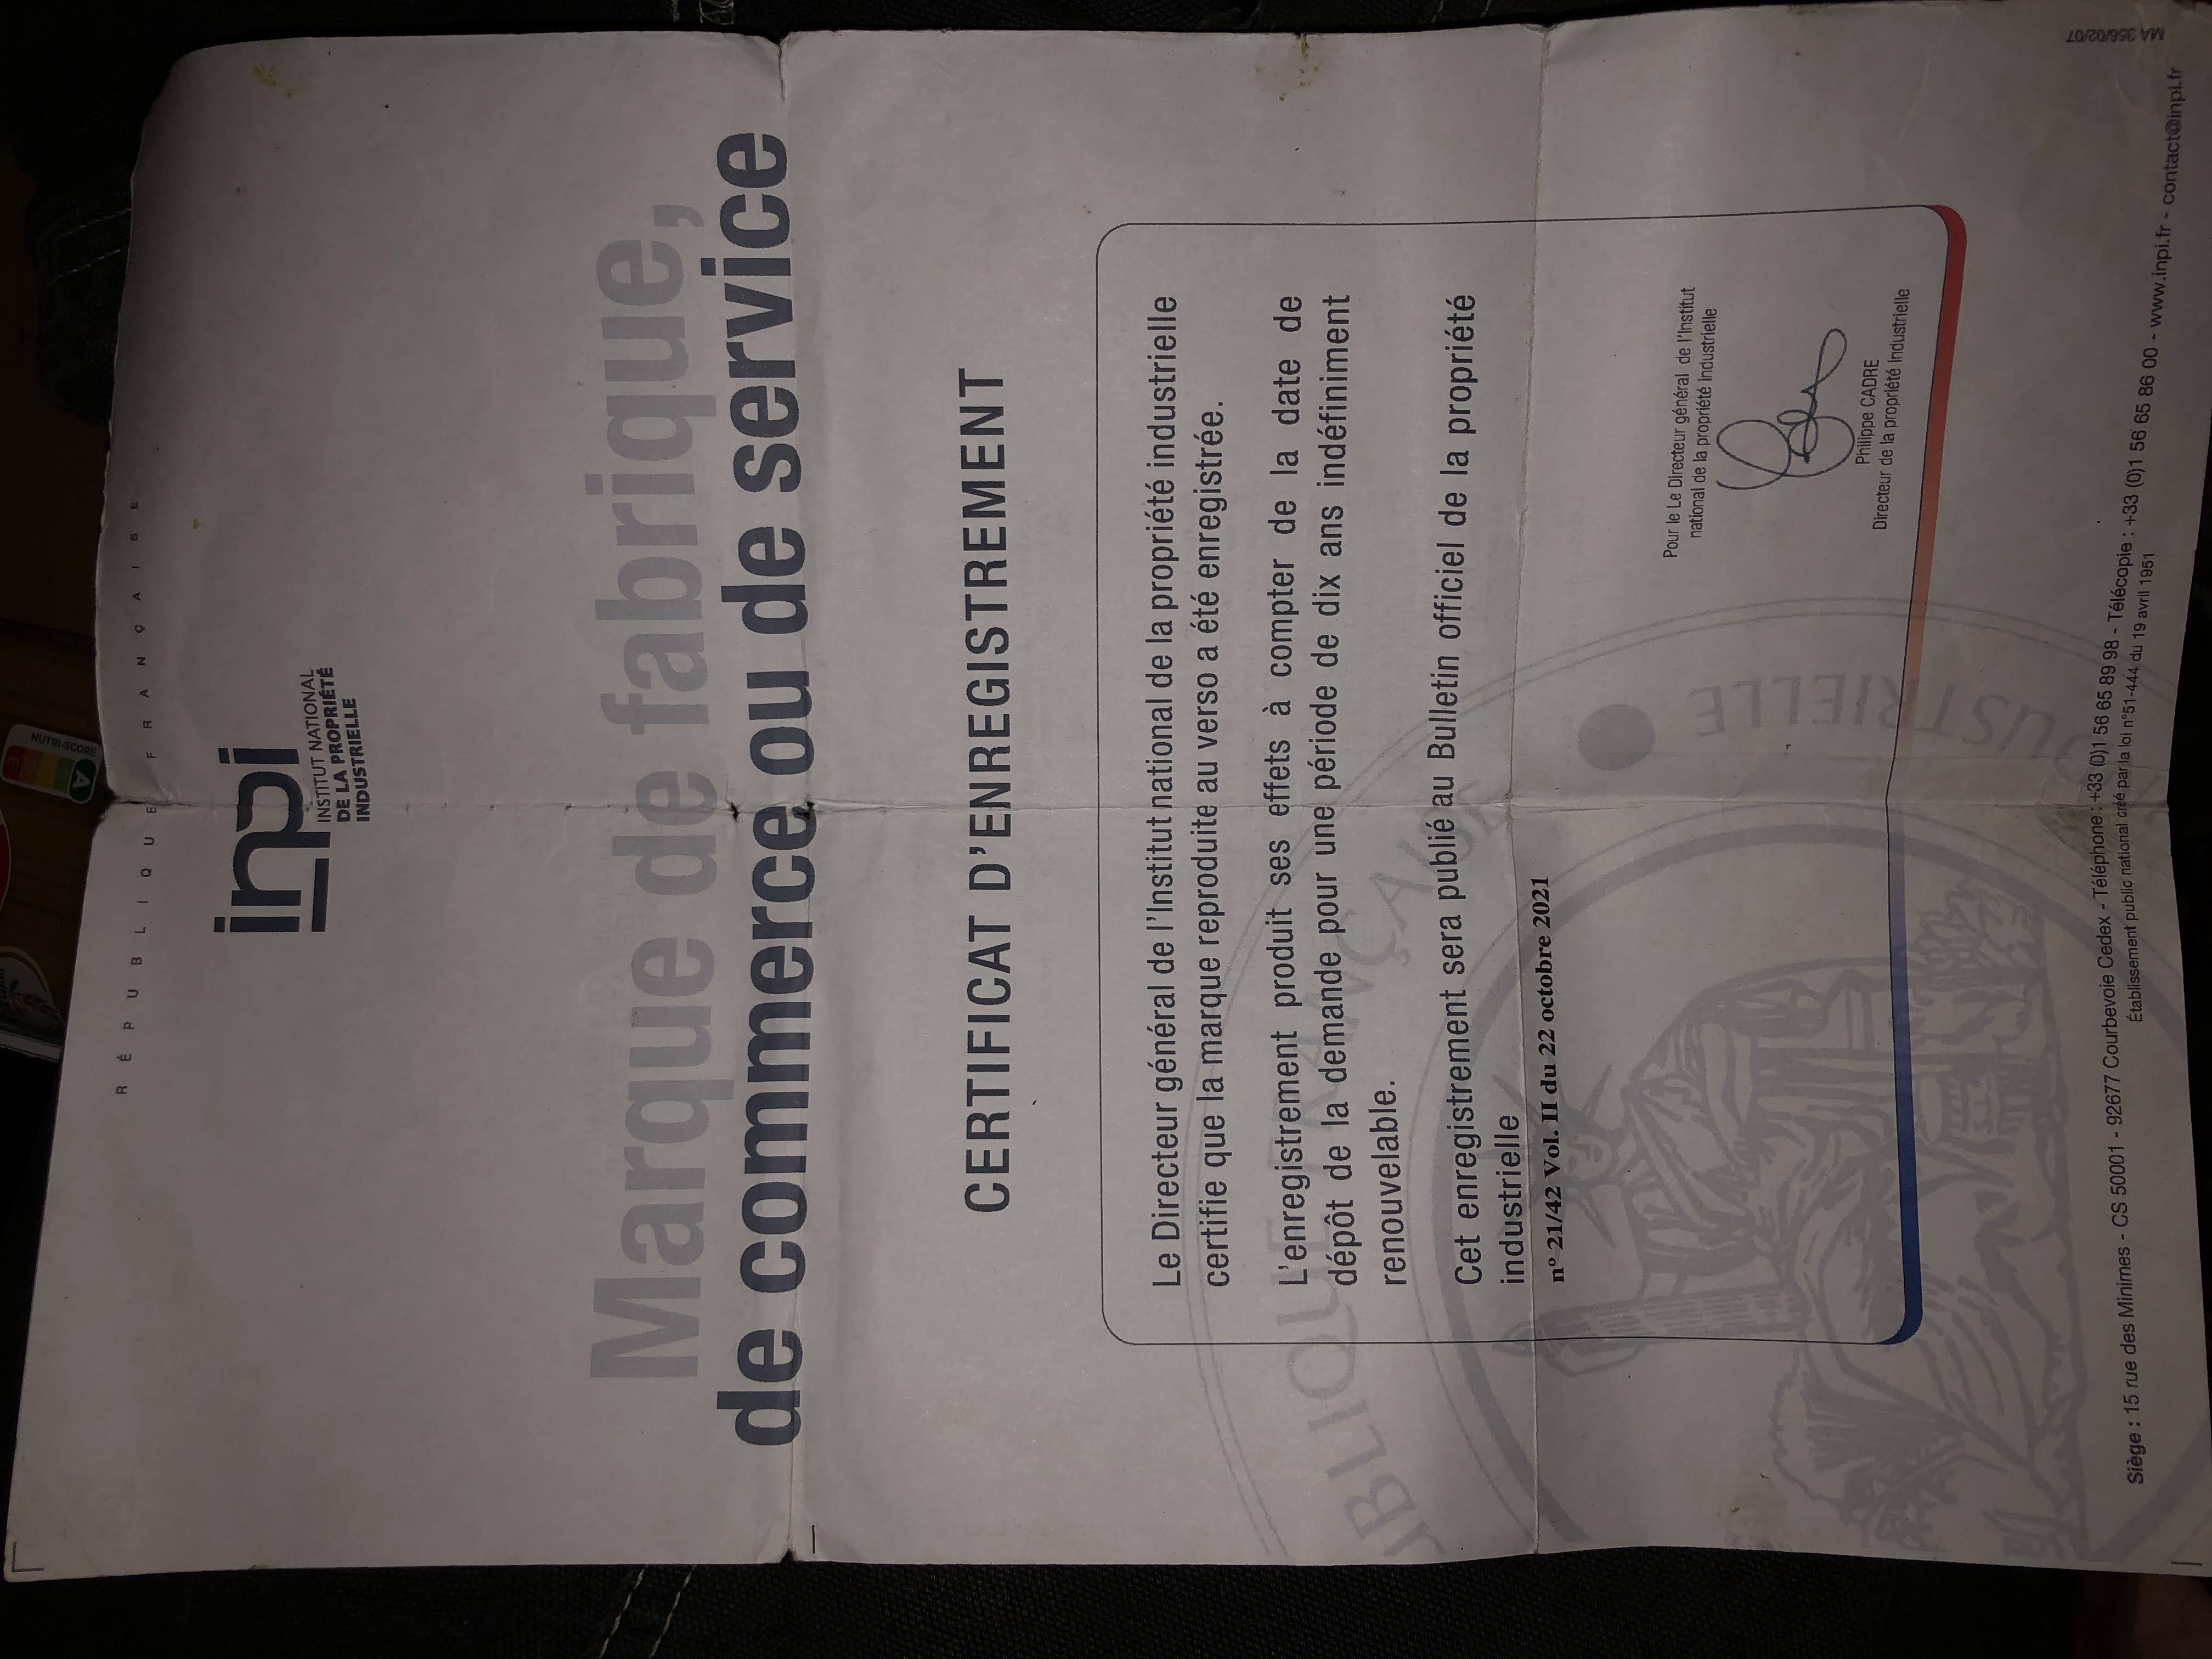 NUTRI-SCORE
A
RÉPUBLIQUE FRANÇAISE
inpi
INSTITUT NATIONAL
DE LA PROPRIÉTÉ
INDUSTRIELLE
Marque de fabrique,
de commerce ou de service
CERTIFICAT D'ENREGISTREMENT
Le Directeur général de l'Institut national de la propriété industrielle
certifie que la marque reproduite au verso a été enregistrée.
L'enregistrement produit ses effets à compter de la date de
dépôt de la demande pour une période de dix ans indéfiniment
renouvelable.
Cet enregistrement sera publié au Bulletin officiel de la propriété
industrielle
nº 21/42 Vol. II du 22 octobre 2021
UBLIQUE FRANÇAISE
DUSTRIELLE
Pour le Le Directeur général de l'Institut
national de la propriété industrielle
Philippe CADRE
Directeur de la propriété industrielle
Siège : 15 rue des Minimes - CS 50001 - 92677 Courbevoie Cedex - Téléphone : +33 (0)1 56 65 89 98 - Télécopie : +33 (0)1 56 65 86 00 - www.inpi.fr - contact@inpi.fr
Établissement public national créé par la loi n°51-444 du 19 avril 1951
MA 356/02/07